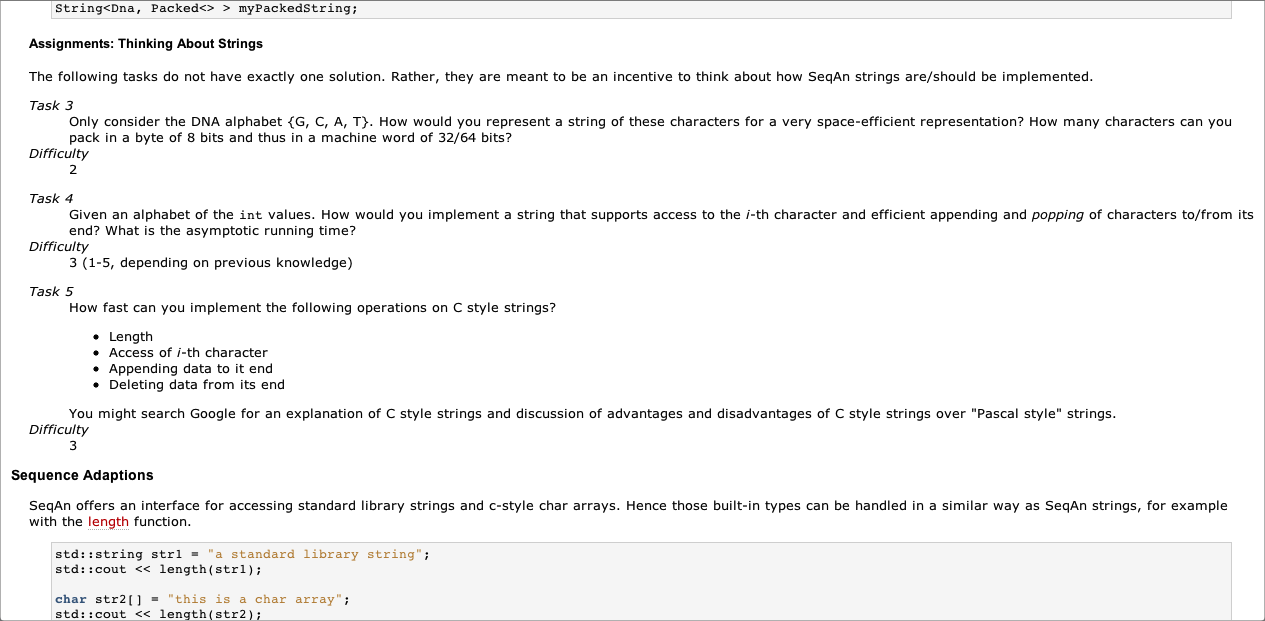 String<Dna, Packed<> > myPackedString;
Assignments: Thinking About Strings
The following tasks do not have exactly one solution. Rather, they are meant to be an incentive to think about how SeqAn strings are/should be implemented.
Task 3
Only consider the DNA alphabet {G, C, A, T}. How would you represent a string of these characters for a very space-efficient representation? How many characters can you
pack in a byte of 8 bits and thus in a machine word of 32/64 bits?
Difficulty
2
Task 4
Given an alphabet of the int values. How would you implement a string that supports access to the i-th character and efficient appending and popping of characters to/from its
end? What is the asymptotic running time?
Difficulty
3 (1-5, depending on previous knowledge)
Task 5
How fast can you implement the following operations on C style strings?
• Length
• Access of i-th character
• Appending data to it end
• Deleting data from its end
You might search Google for an explanation of C style strings and discussion of advantages and disadvantages of C style strings over "Pascal style" strings.
Difficulty
3
Sequence Adaptions
SeqAn offers an interface for accessing standard library strings and c-style char arrays. Hence those built-in types can be handled in a similar way as SeqAn strings, for example
with the length function.
std::string str1 = "a standard library string";
std::cout << length(str1);
char str2[] = "this is a char array";
std::cout << length(str2);